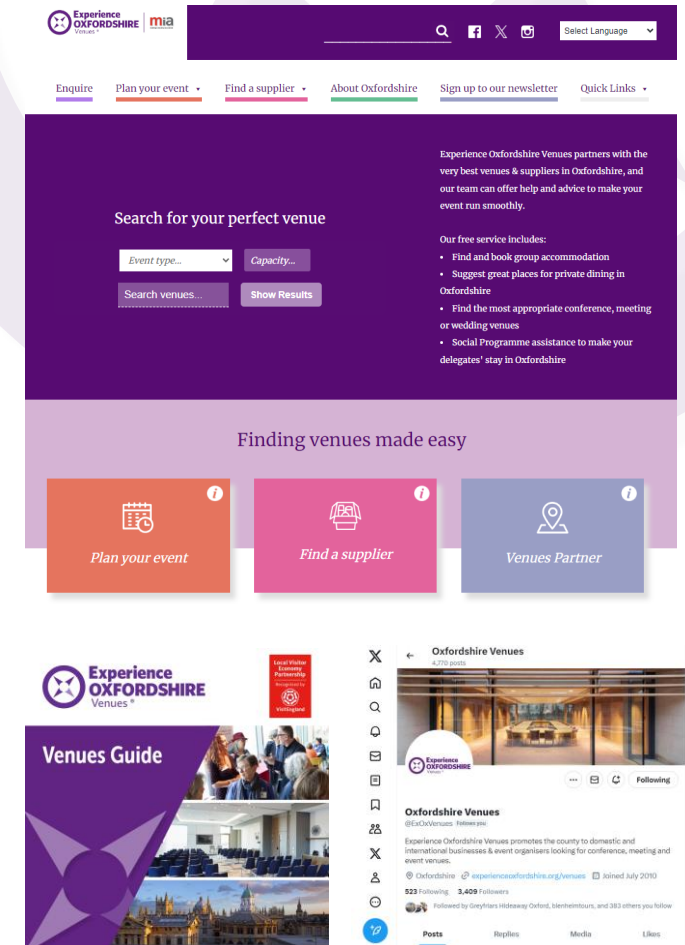 Experience
OXFORDSHIRE
Venues
mia
Select Language
Enquire
Plan your event
Find a supplier
About Oxfordshire
Sign up to our newsletter
Quick Links
Search for your perfect venue
Event type...
Capacity...
Search venues...
Show Results
Experience Oxfordshire Venues partners with the
very best venues & suppliers in Oxfordshire, and
our team can offer help and advice to make your
event run smoothly.
Our free service includes:
• Find and book group accommodation
• Suggest great places for private dining in
Oxfordshire
• Find the most appropriate conference, meeting
or wedding venues
• Social Programme assistance to make your
delegates' stay in Oxfordshire
Finding venues made easy
Plan your event
Find a supplier
Venues Partner
Experience
OXFORDSHIRE
Venues
Local Visitor
Economy
Partnership
Recognised by
VisitEngland
Venues Guide
Oxfordshire Venues
4,770 posts
Experience
OXFORDSHIRE
Venues
Following
Oxfordshire Venues
@ExOxVenues Follows you
Experience Oxfordshire Venues promotes the county to domestic and
international businesses & event organisers looking for conference, meeting and
event venues.
Oxfordshire experienceoxfordshire.org/venues Joined July 2010
523 Following 3,409 Followers
Followed by Greyfriars Hideaway Oxford, blenheimtours, and 383 others you follow
Posts
Replies
Media
Likes